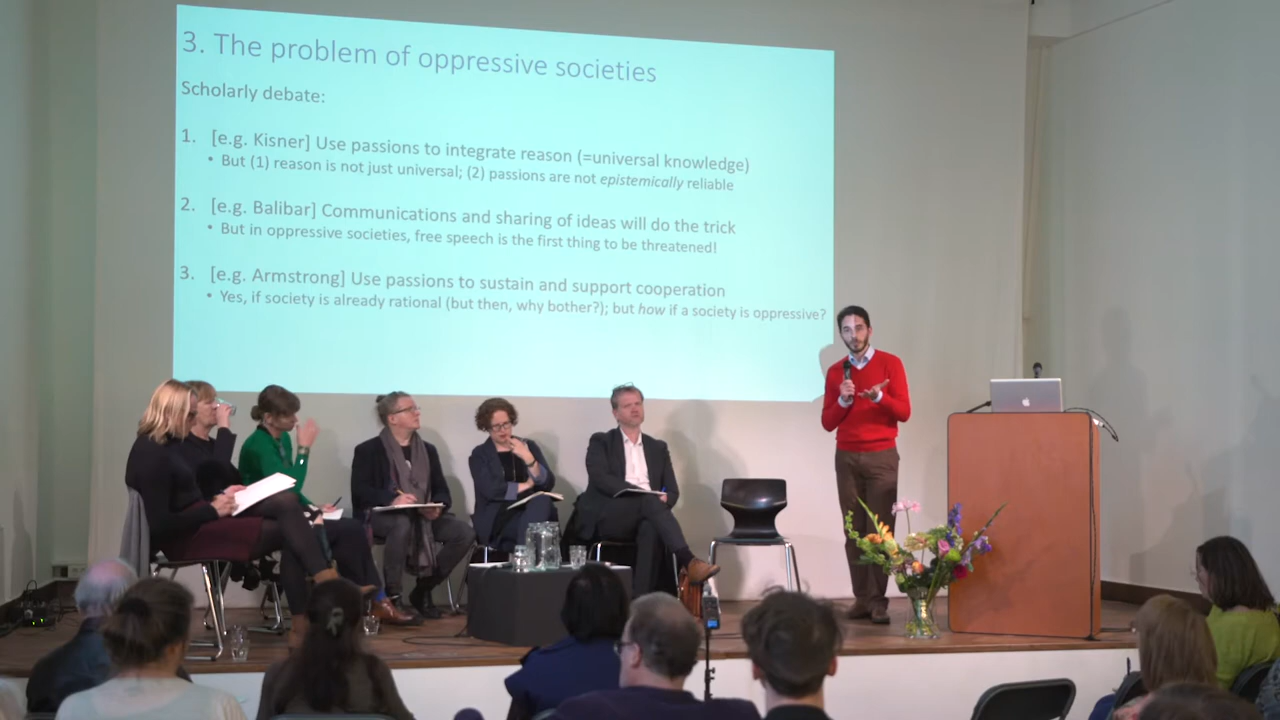 3. The problem of oppressive societies
Scholarly debate:
1. [e.g. Kisner] Use passions to integrate reason (=universal knowledge)
• But (1) reason is not just universal; (2) passions are not epistemically reliable
2. [e.g. Balibar] Communications and sharing of ideas will do the trick
• But in oppressive societies, free speech is the first thing to be threatened!
3. [e.g. Armstrong] Use passions to sustain and support cooperation
• Yes, if society is already rational (but then, why bother?); but how if a society is oppressive?